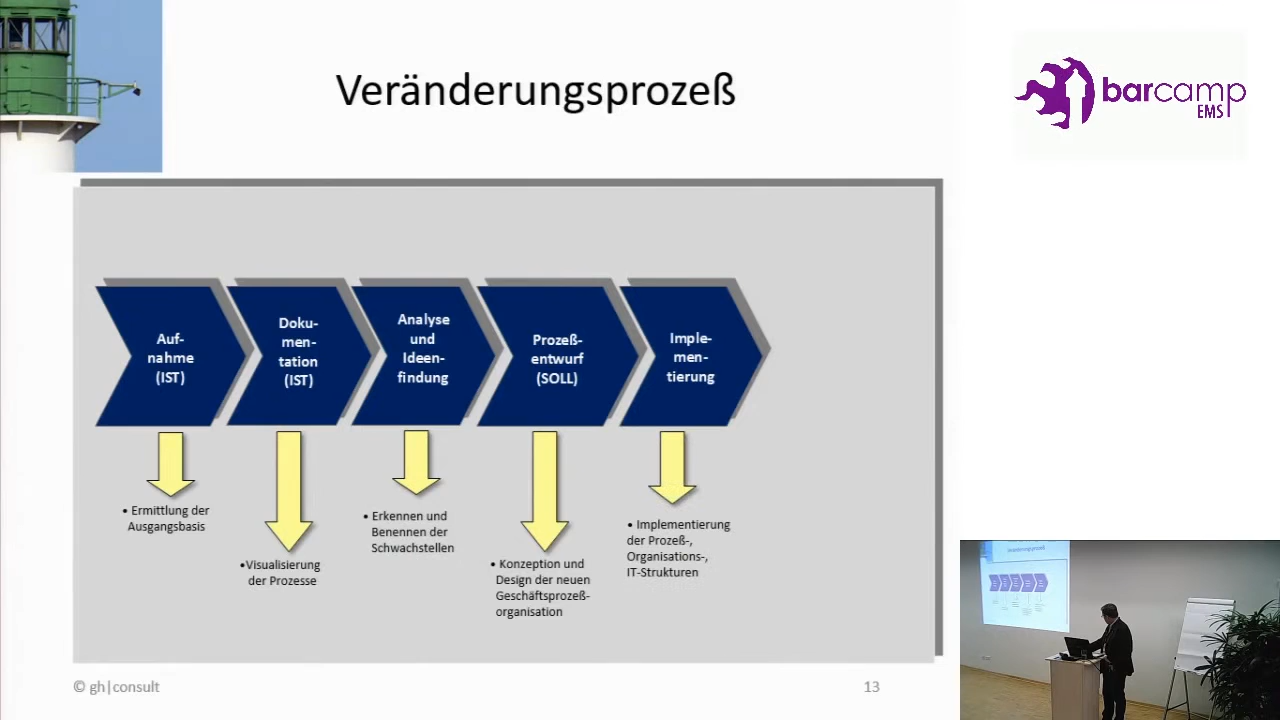 Veränderungsprozeß
barcamp
EMS
Auf-
nahme
(IST)
Doku-
men-
tation
(IST)
Analyse
und
Ideen-
findung
Prozeß-
entwurf
(SOLL)
Imple-
men-
tierung
• Ermittlung der
Ausgangsbasis
•Visualisierung
der Prozesse
• Erkennen und
Benennen der
Schwachstellen
• Konzeption und
Design der neuen
Geschäftsprozeß-
organisation
• Implementierung
der Prozeß-,
Organisations-,
IT-Strukturen
© gh|consult
13
Veränderungsprozeß